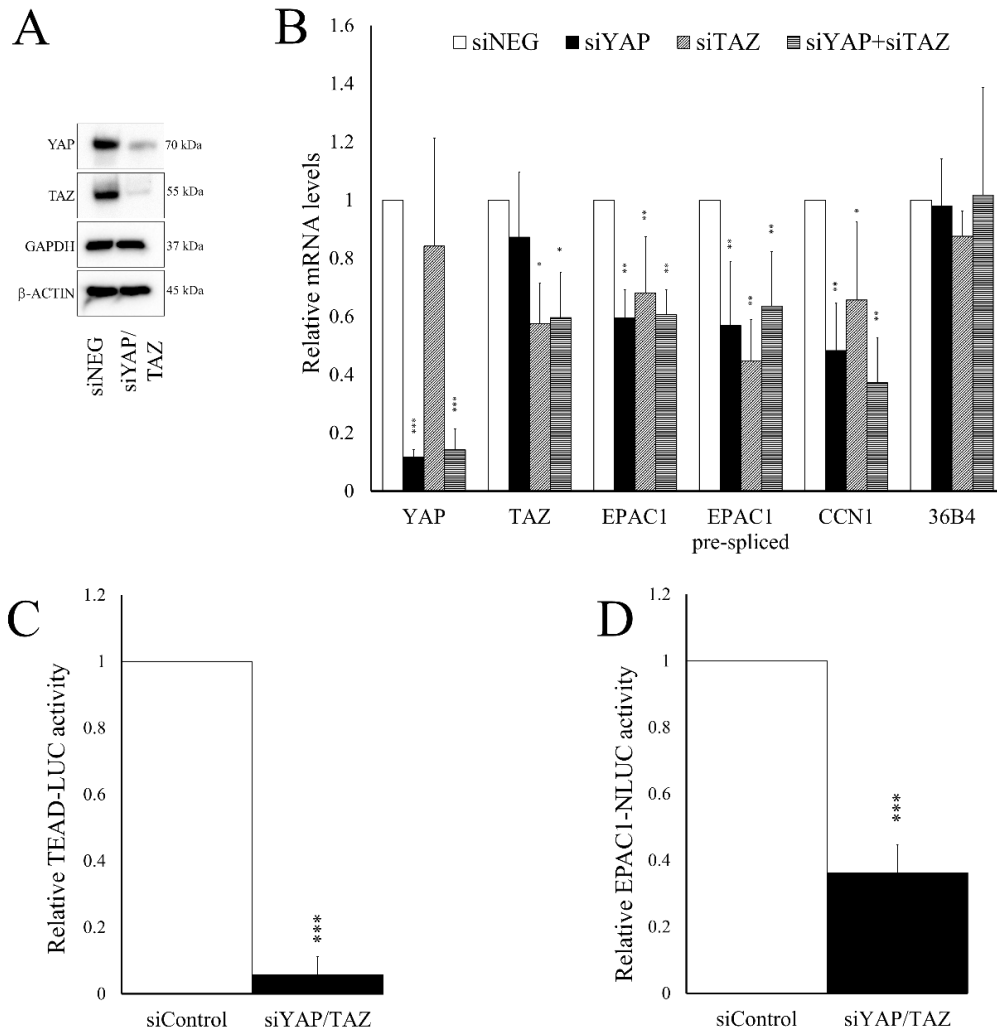 A
YAP
70 kDa
TAZ
55 kDa
GAPDH
37 kDa
β-ACTIN
45 kDa
siNEG
siYAP/
TAZ
B
siNEG siYAP siTAZ siYAP+siTAZ
Relative mRNA levels
1.6
1.4
1.2
1
0.8
0.6
0.4
0.2
0
*** ***
* *
** ** **
** ** **
** * **
YAP TAZ EPAC1 EPAC1 CCN1 36B4
pre-spliced
C
Relative TEAD-LUC activity
1.2
1
0.8
0.6
0.4
0.2
0
***
siControl siYAP/TAZ
D
Relative EPAC1-NLUC activity
1.2
1
0.8
0.6
0.4
0.2
0
***
siControl siYAP/TAZ